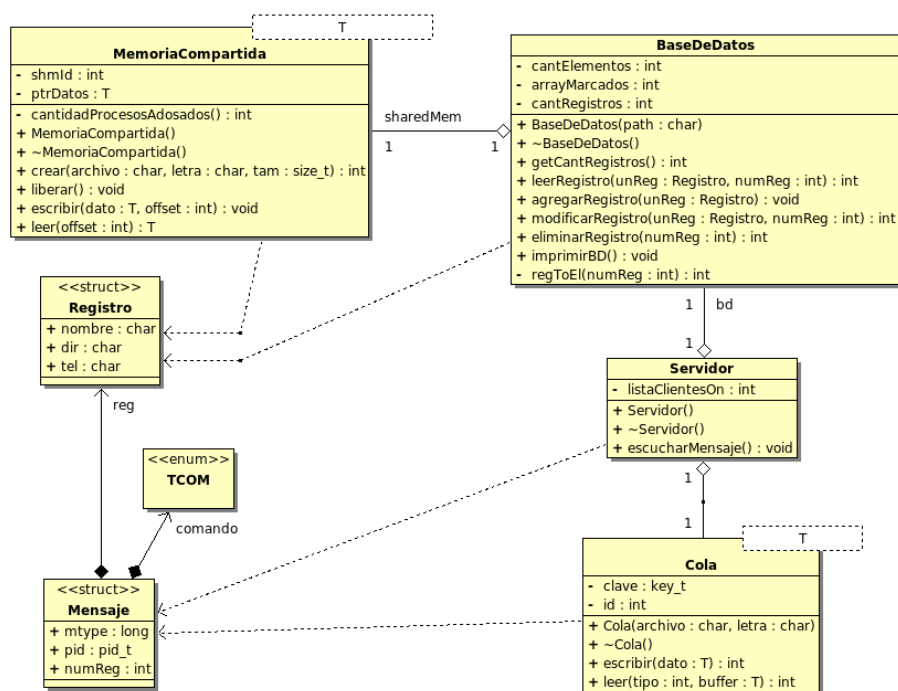 T
MemoriaCompartida
- shmId : int
- ptrDatos : T
- cantidadProcesosAdosados() : int
+ MemoriaCompartida()
+ ~MemoriaCompartida()
+ crear(archivo : char, letra : char, tam : size_t) : int
+ liberar() : void
+ escribir(dato : T, offset : int) : void
+ leer(offset : int) : T
sharedMem
1
1
BaseDeDatos
- cantElementos : int
- arrayMarcados : int
- cantRegistros : int
+ BaseDeDatos(path : char)
+ ~BaseDeDatos()
+ getCantRegistros() : int
+ leerRegistro(unReg : Registro, numReg : int) : int
+ agregarRegistro(unReg : Registro) : void
+ modificarRegistro(unReg : Registro, numReg : int) : int
+ eliminarRegistro(numReg : int) : int
+ imprimirBD() : void
- regToEl(numReg : int) : int
<<struct>>
Registro
+ nombre : char
+ dir : char
+ tel : char
1
bd
1
Servidor
- listaClientesOn : int
+ Servidor()
+ ~Servidor()
+ escucharMensaje() : void
reg
<<enum>>
TCOM
comando
1
1
T
Cola
- clave : key_t
- id : int
+ Cola(archivo : char, letra : char)
+ ~Cola()
+ escribir(dato : T) : int
+ leer(tipo : int, buffer : T) : int
<<struct>>
Mensaje
+ mtype : long
+ pid : pid_t
+ numReg : int